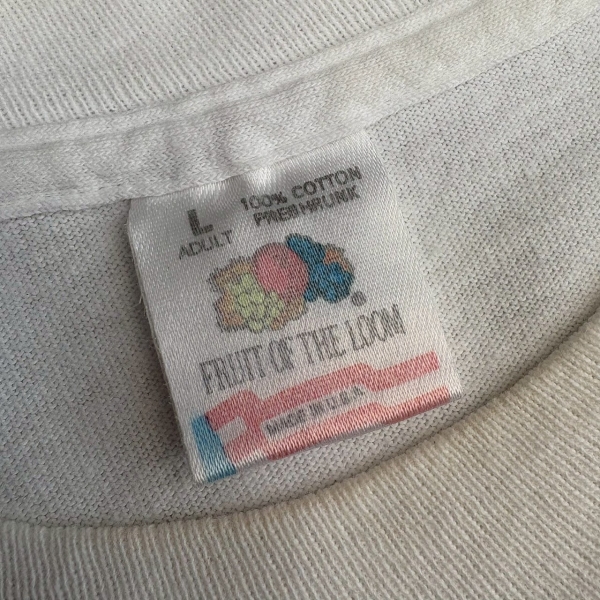 L 100% COTTON
ADULT PRESHRUNK
®
FRUIT OF THE LOOM
MADE IN U.S.A.